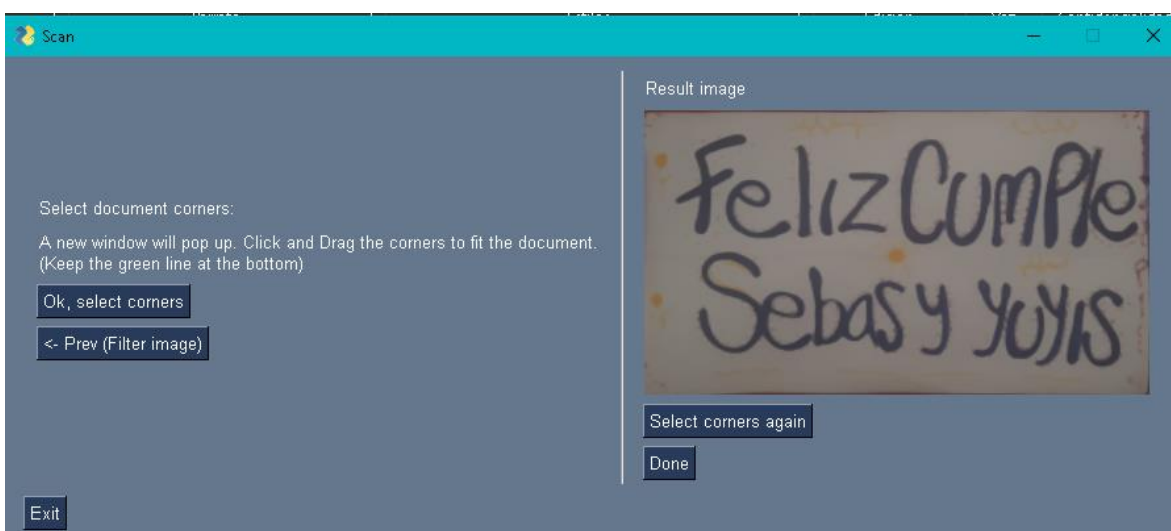 Scan
Select document corners:
A new window will pop up. Click and Drag the corners to fit the document.
(Keep the green line at the bottom)
Ok, select corners
<- Prev (Filter image)
Exit
Result image
Feliz Cumple
Sebas y yuyis
Select corners again
Done